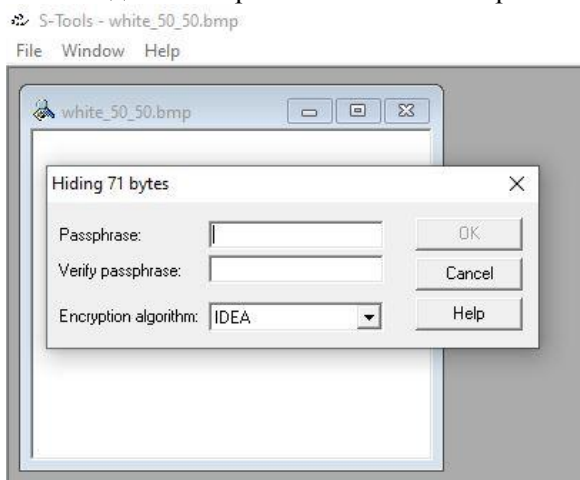 S-Tools - white_50_50.bmp
File Window Help
white_50_50.bmp
Hiding 71 bytes
Passphrase:
OK
Verify passphrase:
Cancel
Encryption algorithm: IDEA
Help